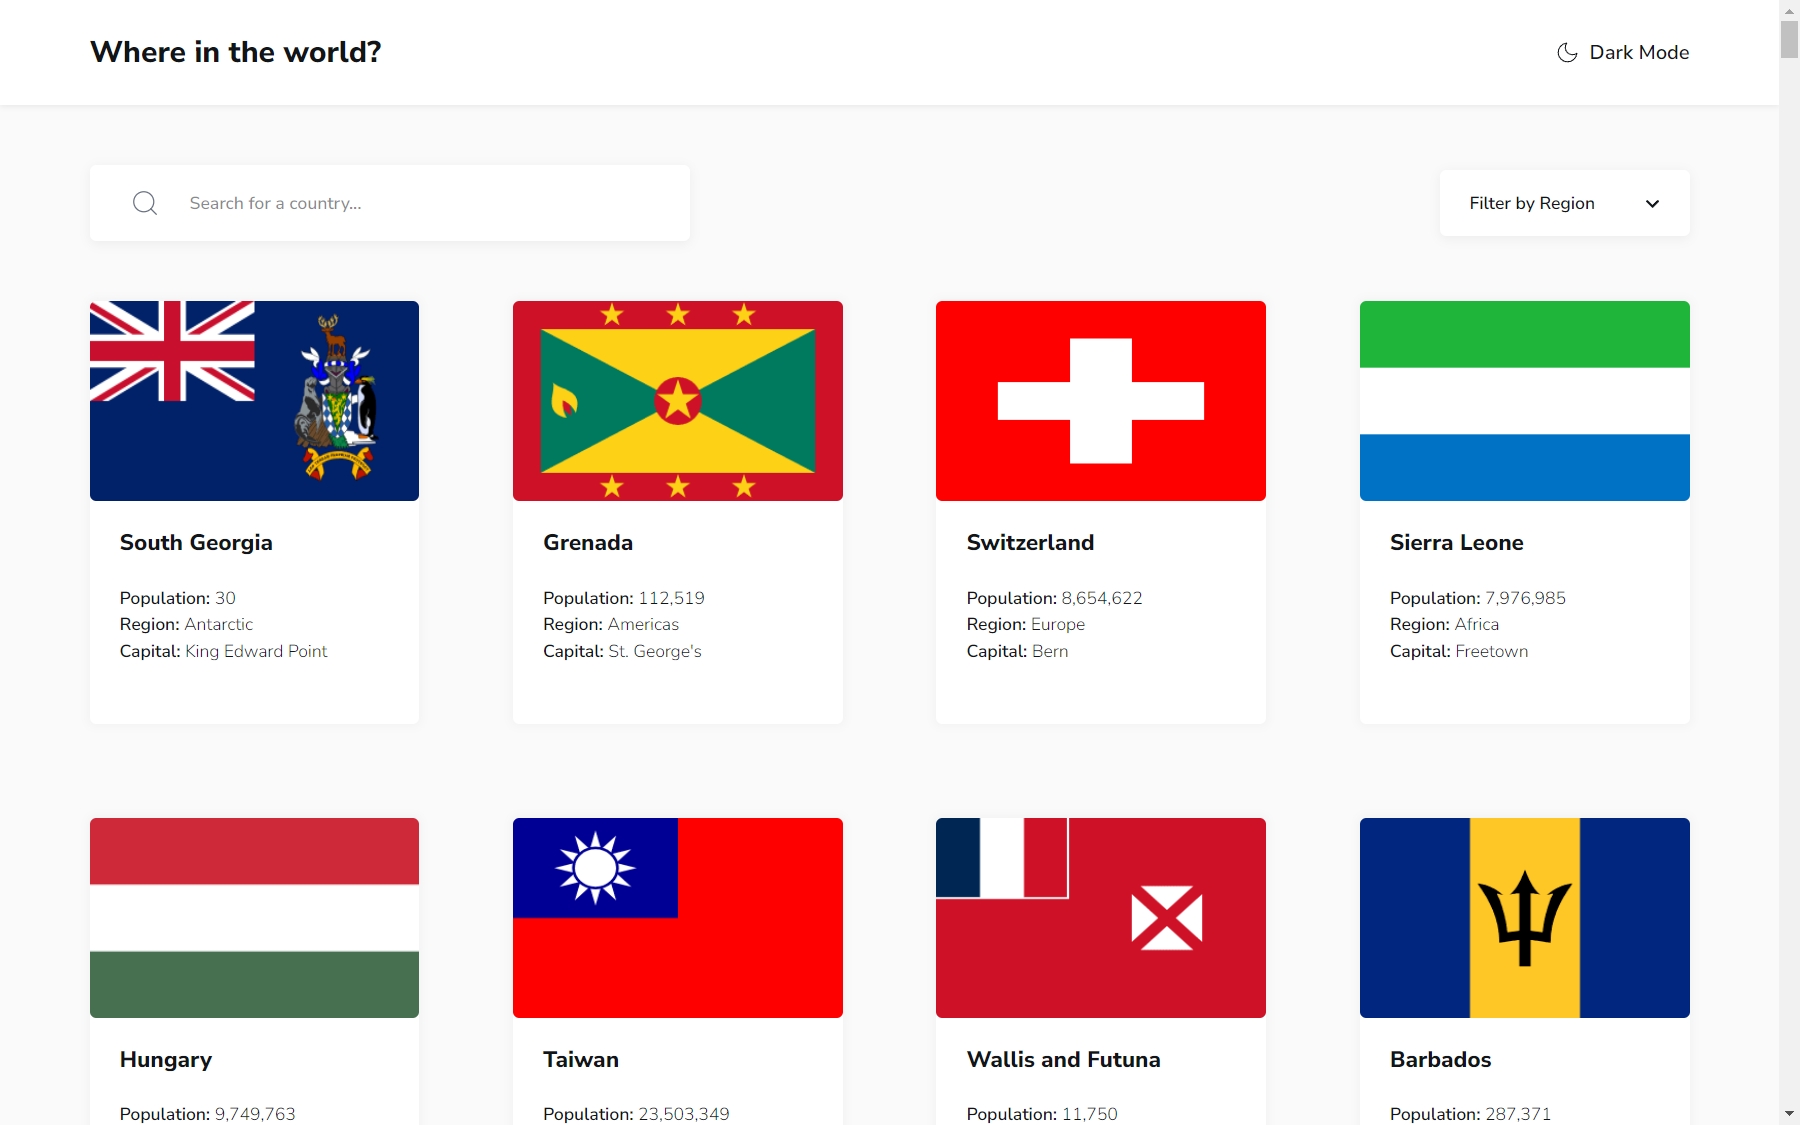 Where in the world?
Dark Mode
Search for a country...
Filter by Region
South Georgia
Population: 30
Region: Antarctic
Capital: King Edward Point
Grenada
Population: 112,519
Region: Americas
Capital: St. George's
Switzerland
Population: 8,654,622
Region: Europe
Capital: Bern
Sierra Leone
Population: 7,976,985
Region: Africa
Capital: Freetown
Hungary
Population: 9,749,763
Taiwan
Population: 23,503,349
Wallis and Futuna
Population: 11,750
Barbados
Population: 287,371